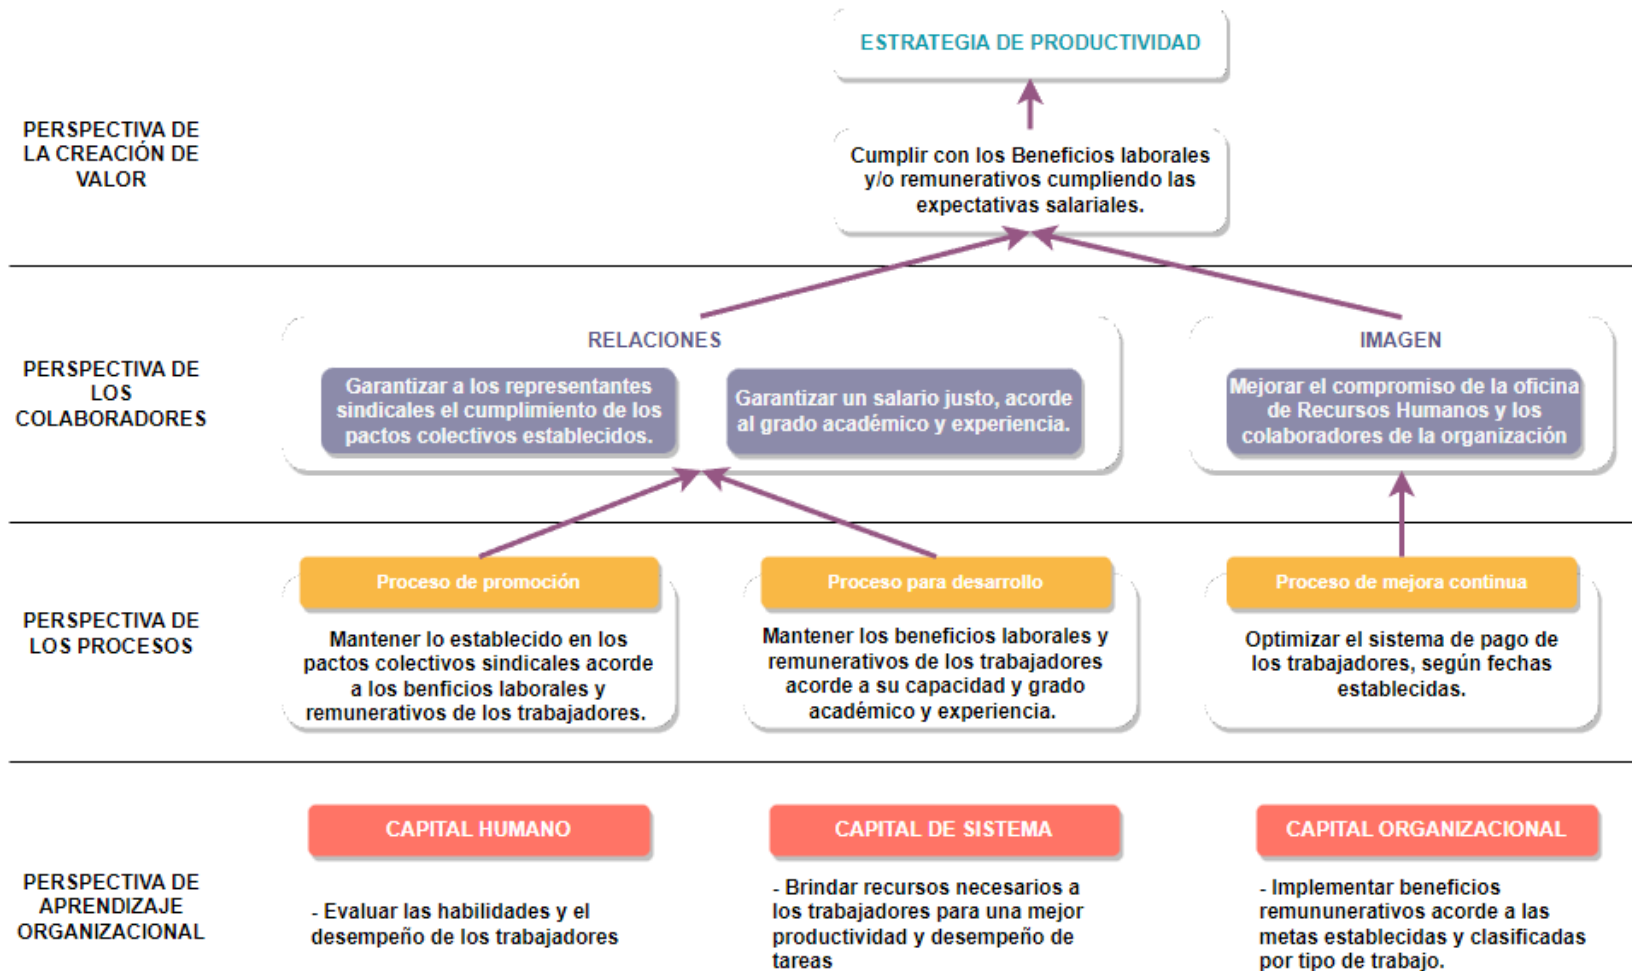 ESTRATEGIA DE PRODUCTIVIDAD
PERSPECTIVA DE
LA CREACIÓN DE
VALOR
Cumplir con los Beneficios laborales
y/o remunerativos cumpliendo las
expectativas salariales.
PERSPECTIVA DE
LOS
COLABORADORES
RELACIONES
Garantizar a los representantes
sindicales el cumplimiento de los
pactos colectivos establecidos.
Garantizar un salario justo, acorde
al grado académico y experiencia.
IMAGEN
Mejorar el compromiso de la oficina
de Recursos Humanos y los
colaboradores de la organización
PERSPECTIVA DE
LOS PROCESOS
Proceso de promoción
Mantener lo establecido en los
pactos colectivos sindicales acorde
a los benficios laborales y
remunerativos de los trabajadores.
Proceso para desarrollo
Mantener los beneficios laborales y
remunerativos de los trabajadores
acorde a su capacidad y grado
académico y experiencia.
Proceso de mejora continua
Optimizar el sistema de pago de
los trabajadores, según fechas
establecidas.
PERSPECTIVA DE
APRENDIZAJE
ORGANIZACIONAL
CAPITAL HUMANO
- Evaluar las habilidades y el
desempeño de los trabajadores
CAPITAL DE SISTEMA
- Brindar recursos necesarios a
los trabajadores para una mejor
productividad y desempeño de
tareas
CAPITAL ORGANIZACIONAL
- Implementar beneficios
remununerativos acorde a las
metas establecidas y clasificadas
por tipo de trabajo.